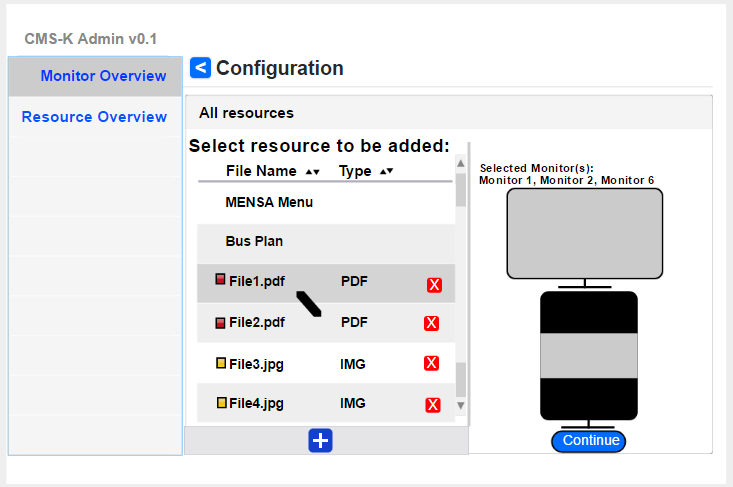 CMS-K Admin v0.1
Monitor Overview
Resource Overview
< Configuration
All resources
Select resource to be added:
File Name Type
MENSA Menu
Bus Plan
File1.pdf PDF X
File2.pdf PDF X
File3.jpg IMG X
File4.jpg IMG X
+
Selected Monitor(s):
Monitor 1, Monitor 2, Monitor 6
Continue